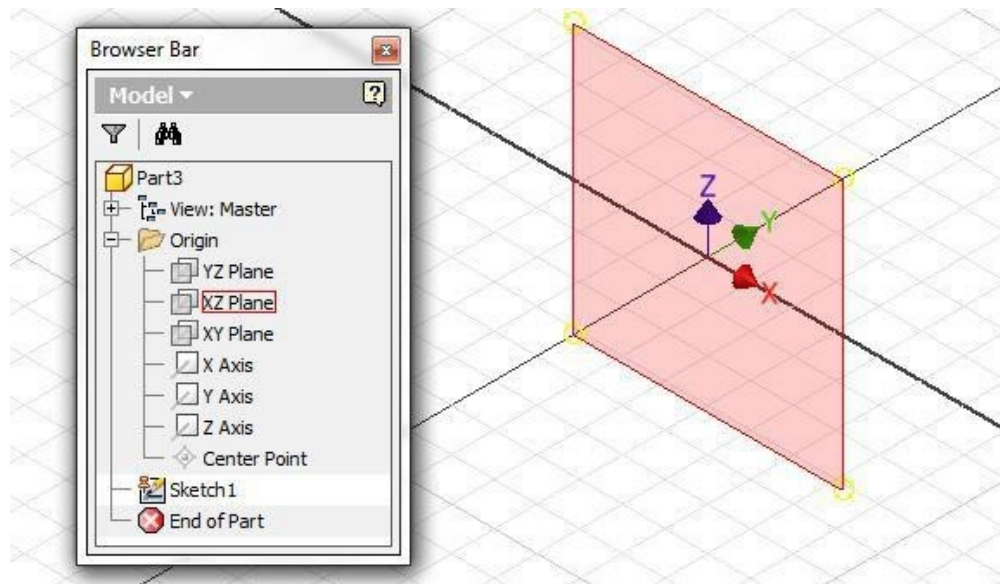 Browser Bar
Model
Part3
View: Master
Origin
YZ Plane
XZ Plane
XY Plane
X Axis
Y Axis
Z Axis
Center Point
Sketch1
End of Part
Z
Y
X